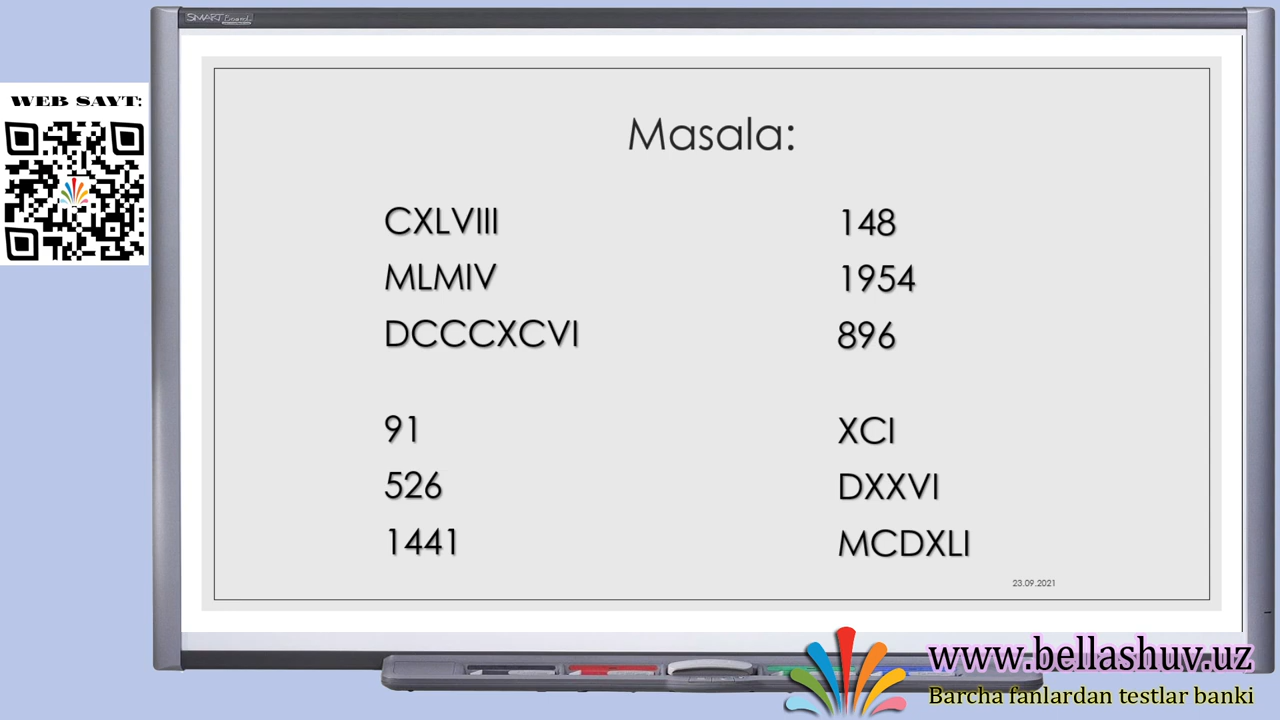 SMART Board
WEB SAYT:
Masala:
CXLVIII 148
MLMIV 1954
DCCCXCVI 896
91 XCI
526 DXXVI
1441 MCDXLI
23.09.2021
www.bellashuv.uz
Barcha fanlardan testlar banki